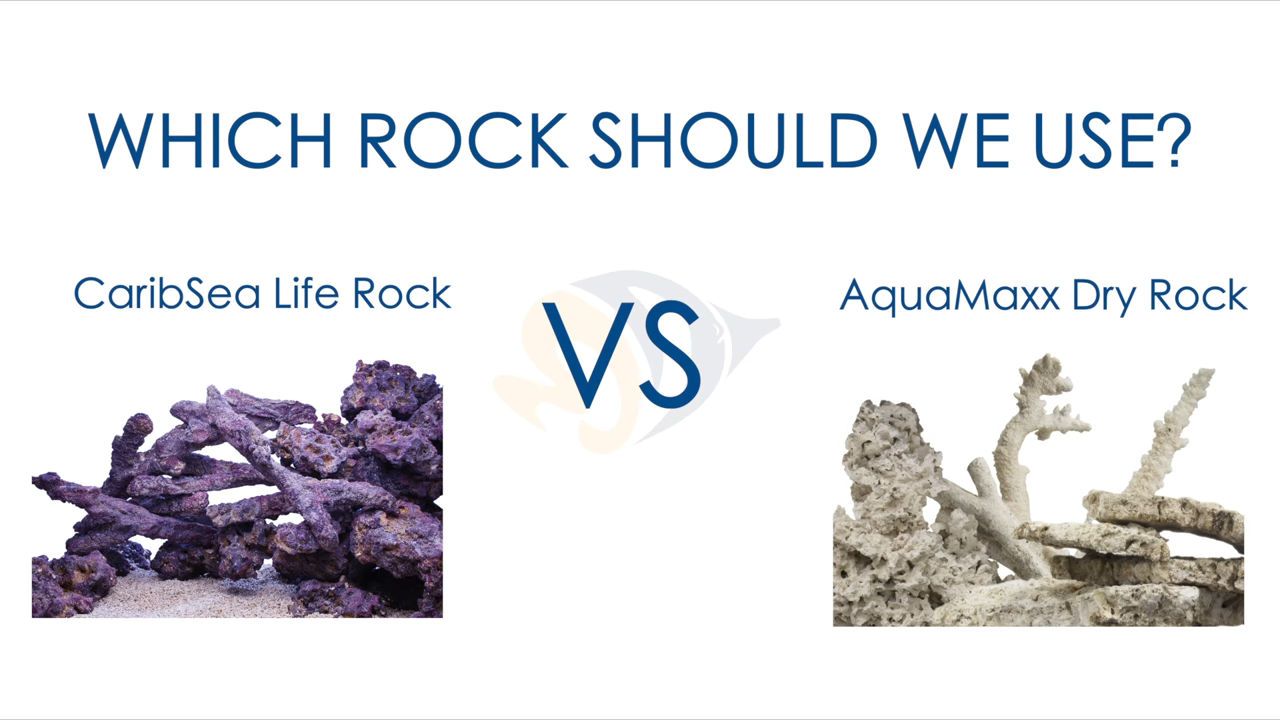 WHICH ROCK SHOULD WE USE?
CaribSea Life Rock
VS
AquaMaxx Dry Rock